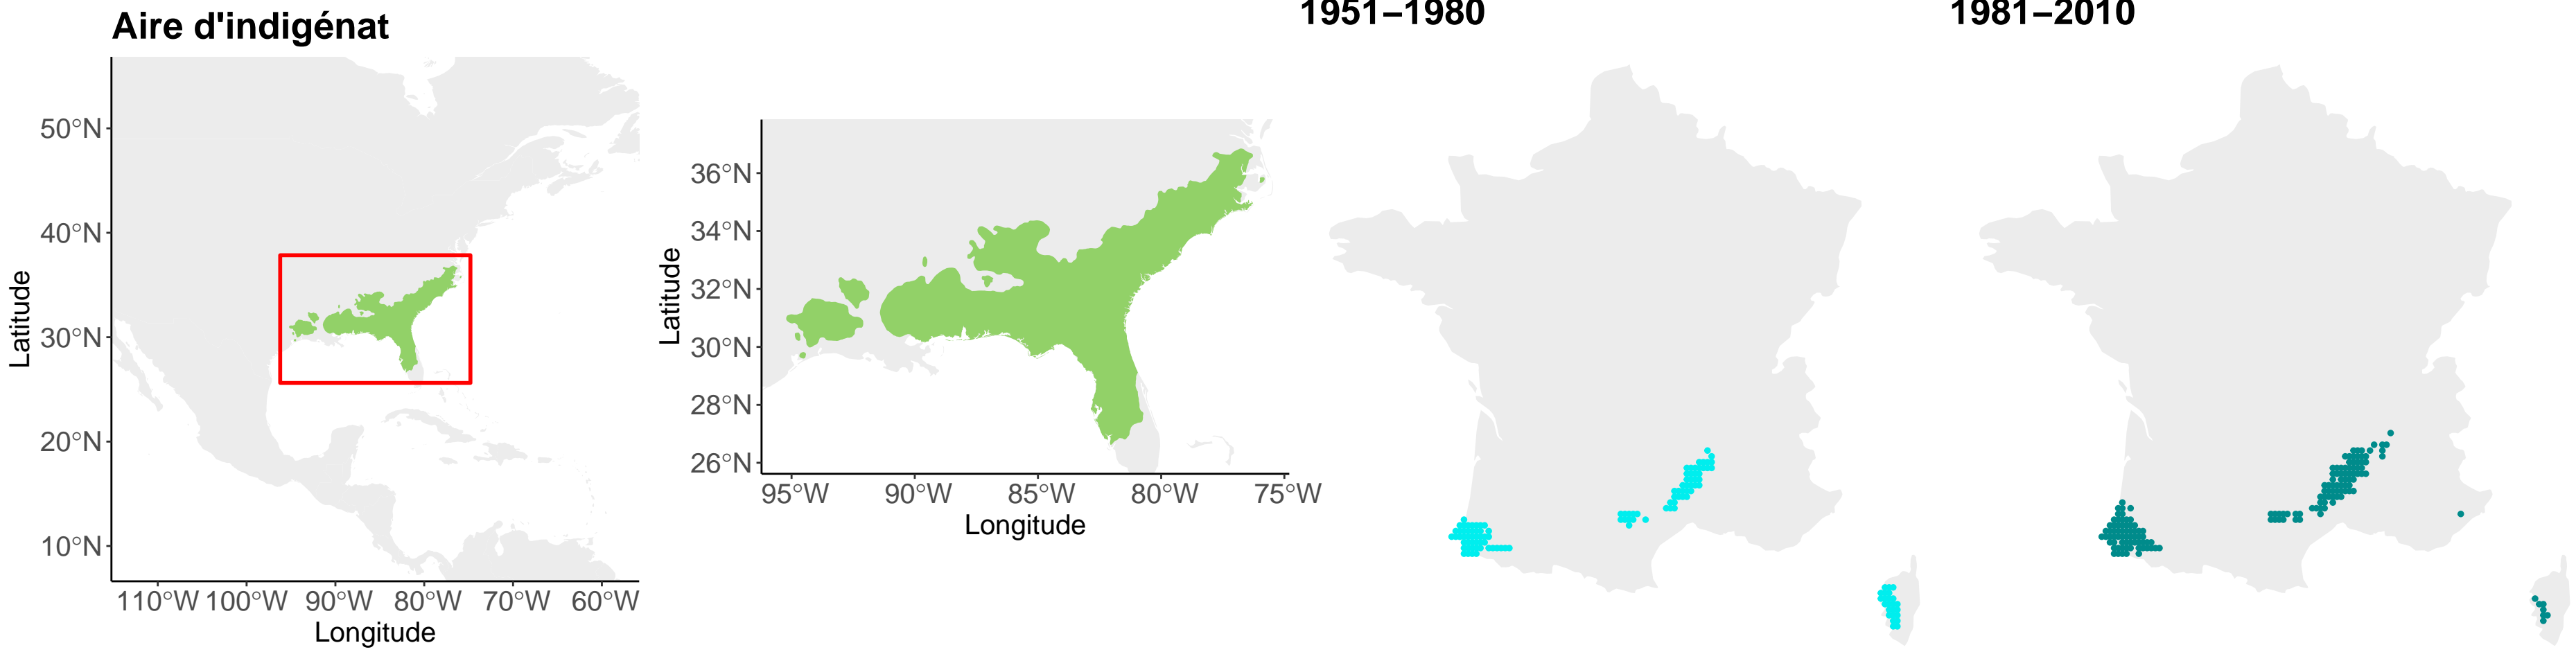 Aire d'indigénat
1951–1980
1981–2010
Latitude
50°N
40°N
30°N
20°N
10°N
110°W 100°W 90°W 80°W 70°W 60°W
Longitude
Latitude
36°N
34°N
32°N
30°N
28°N
26°N
95°W 90°W 85°W 80°W 75°W
Longitude